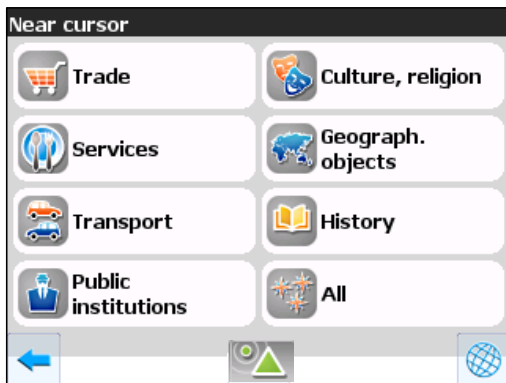 Near cursor
Trade
Culture, religion
Services
Geograph.
objects
Transport
History
Public
institutions
All